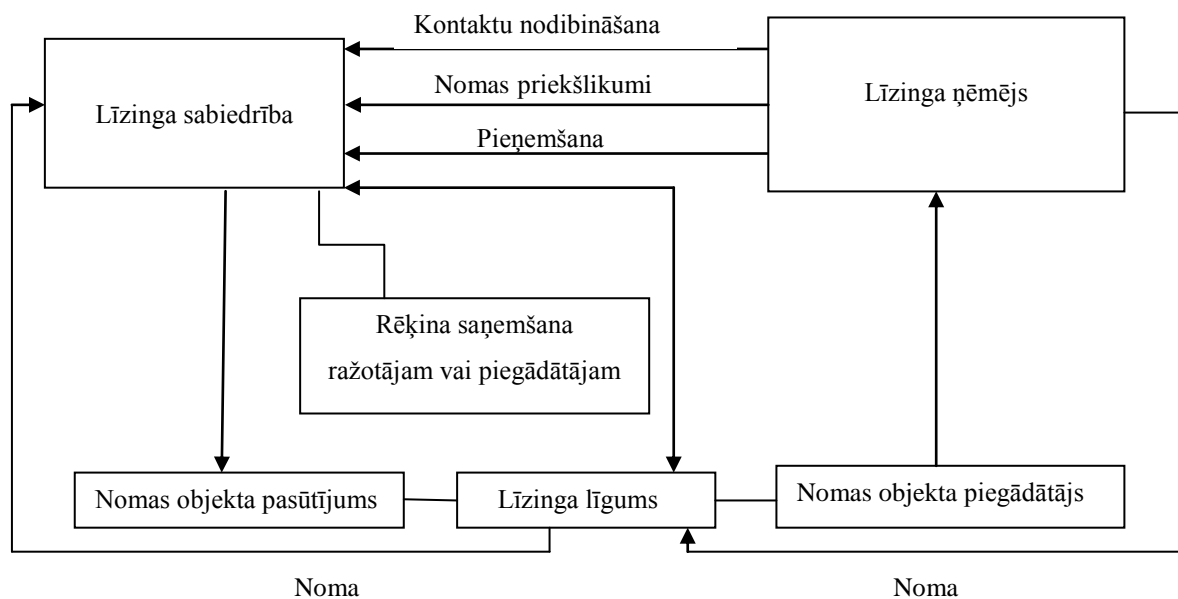 Kontaktu nodibināšana
Līzinga sabiedrība
Nomas priekšlikumi
Līzinga ņēmējs
Pieņemšana
Rēķina saņemšana
ražotājam vai piegādātājam
Nomas objekta pasūtījums
Līzinga līgums
Nomas objekta piegādātājs
Noma
Noma